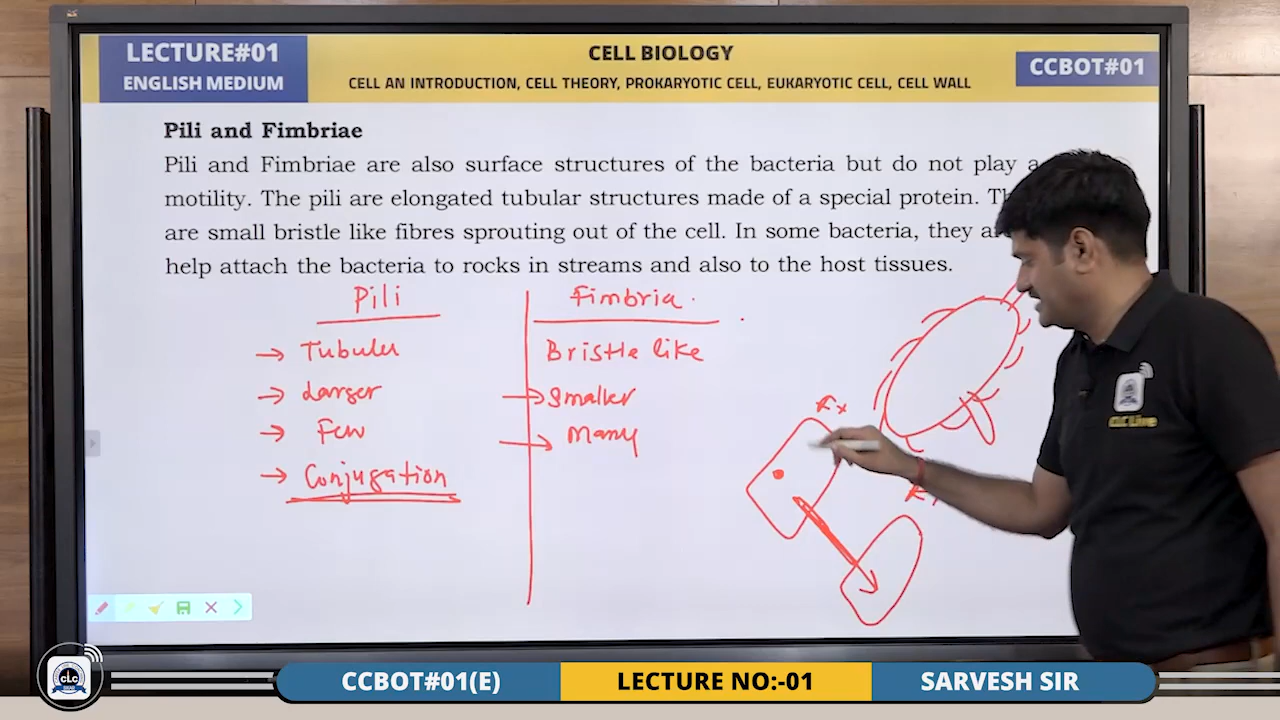 LECTURE#01
ENGLISH MEDIUM
CELL BIOLOGY
CELL AN INTRODUCTION, CELL THEORY, PROKARYOTIC CELL, EUKARYOTIC CELL, CELL WALL
CCBOT#01
Pili and Fimbriae
Pili and Fimbriae are also surface structures of the bacteria but do not play a
motility. The pili are elongated tubular structures made of a special protein.
are small bristle like fibres sprouting out of the cell. In some bacteria, they
help attach the bacteria to rocks in streams and also to the host tissues.
Pili
Fimbria.
→ Tubuler
Bristle like
→ Larger
→ Smaller
→ Few
→ Many
→ Conjugation
CLC
SIKAR
CCBOT#01(E)
LECTURE NO:-01
SARVESH SIR